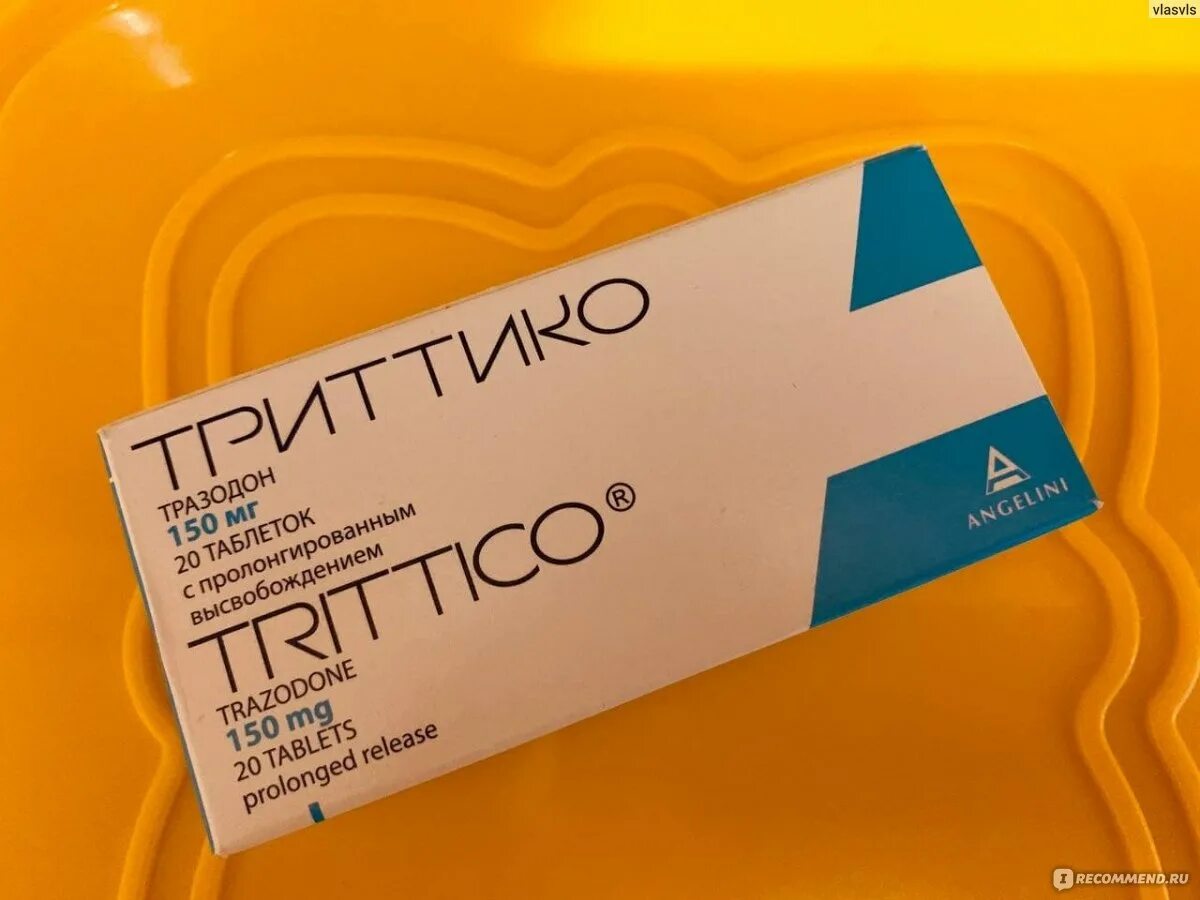 vlasvls
ТРИТТИКО
ТРАЗОДОН
150 мг
20 ТАБЛЕТОК
с пролонгированным
высвобождением
TRITTICO®
TRAZODONE
150 mg
20 TABLETS
prolonged release
ANGELINI
IRECOMMEND.RU